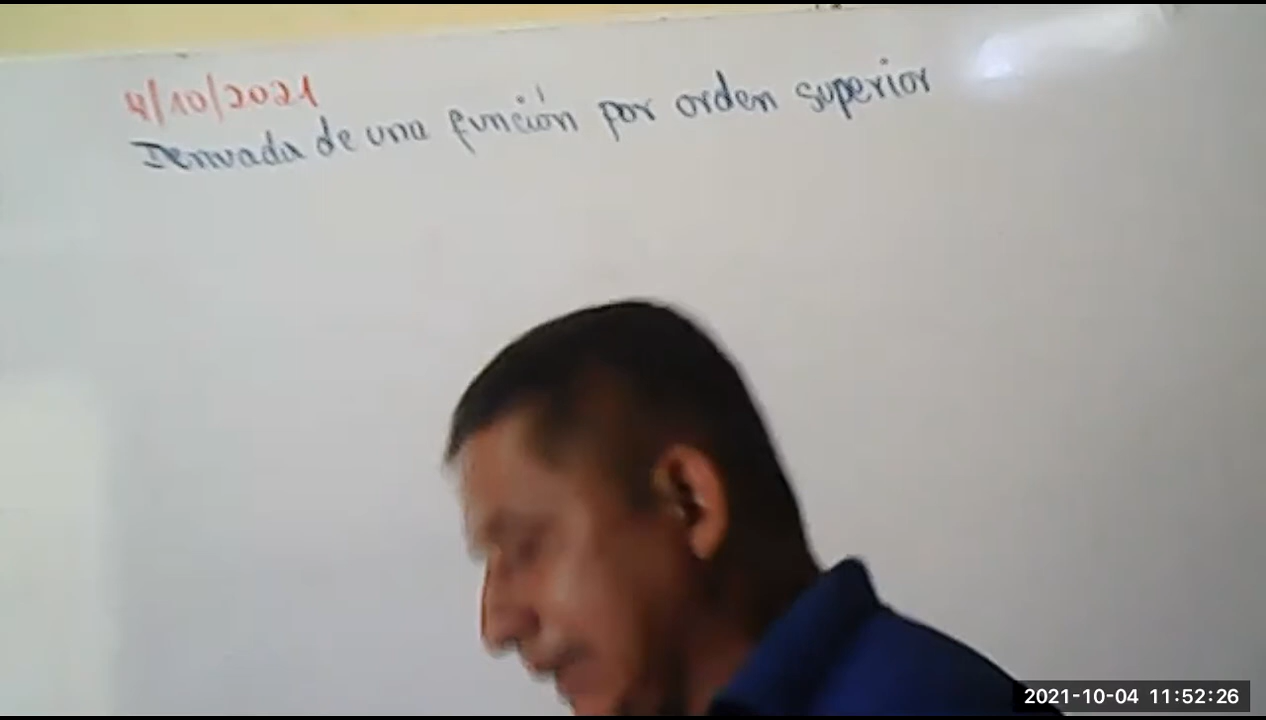 4/10/2021
Derivada de una función por orden superior
2021-10-04 11:52:26